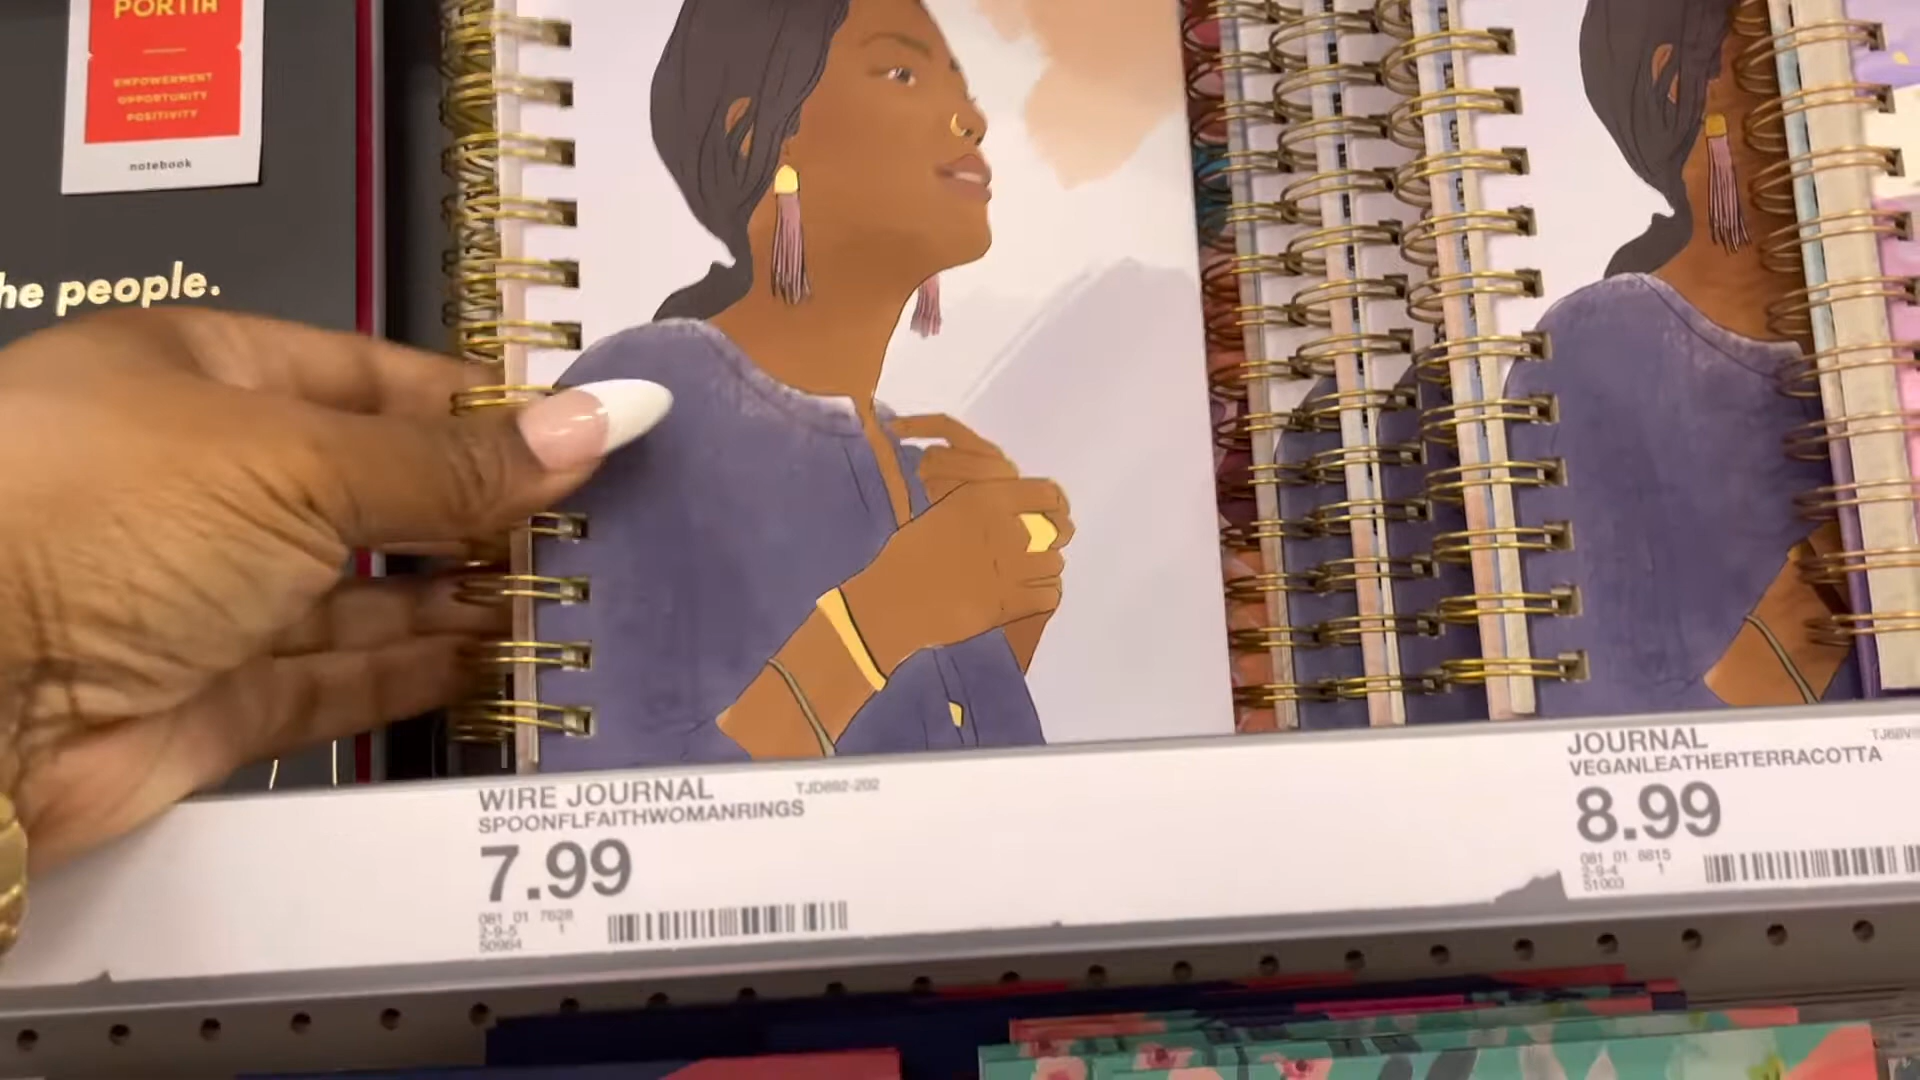 PORTIA
EMPOWERMENT
OPPORTUNITY
POSITIVITY
notebook
he people.
WIRE JOURNAL
TJD892-202
SPOONFLFAITHWOMANRINGS
7.99
081 01 7628
2-9-5 1
50964
JOURNAL
VEGANLEATHERTERRACOTTA
8.99
081 01 8815
2-9-4 1
51003